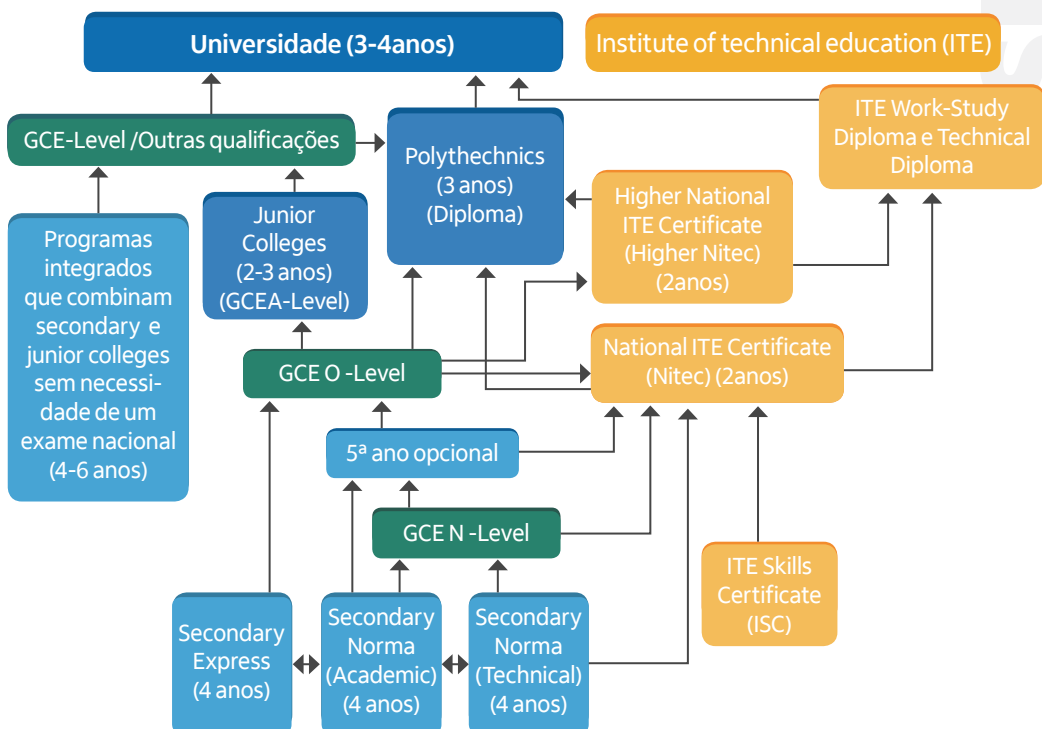 Universidade (3-4anos)
Institute of technical education (ITE)
GCE-Level /Outras qualificações
Polythechnics
(3 anos)
(Diploma)
ITE Work-Study
Diploma e Technical
Diploma
Programas
integrados
que combinam
secondary e
junior colleges
sem necessi-
dade de um
exame nacional
(4-6 anos)
Junior
Colleges
(2-3 anos)
(GCEA-Level)
Higher National
ITE Certificate
(Higher Nitec)
(2anos)
GCE O -Level
National ITE Certificate
(Nitec) (2anos)
5ª ano opcional
GCE N -Level
ITE Skills
Certificate
(ISC)
Secondary
Express
(4 anos)
Secondary
Norma
(Academic)
(4 anos)
Secondary
Norma
(Technical)
(4 anos)